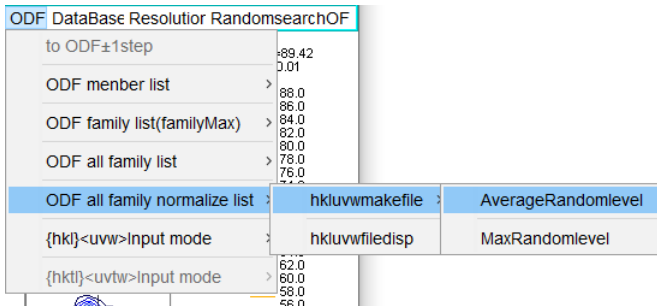 ODF DataBase Resolutior RandomsearchOF
to ODF±1step
=89.42
0.01
ODF menber list
88.0
86.0
ODF family list(familyMax)
84.0
82.0
80.0
ODF all family list
78.0
76.0
ODF all family normalize list
hkluvwmakefile
AverageRandomlevel
{hkl}<uvw>Input mode
hkluvwfiledisp
MaxRandomlevel
62.0
{hktl}<uvtw>Input mode
60.0
58.0
56.0